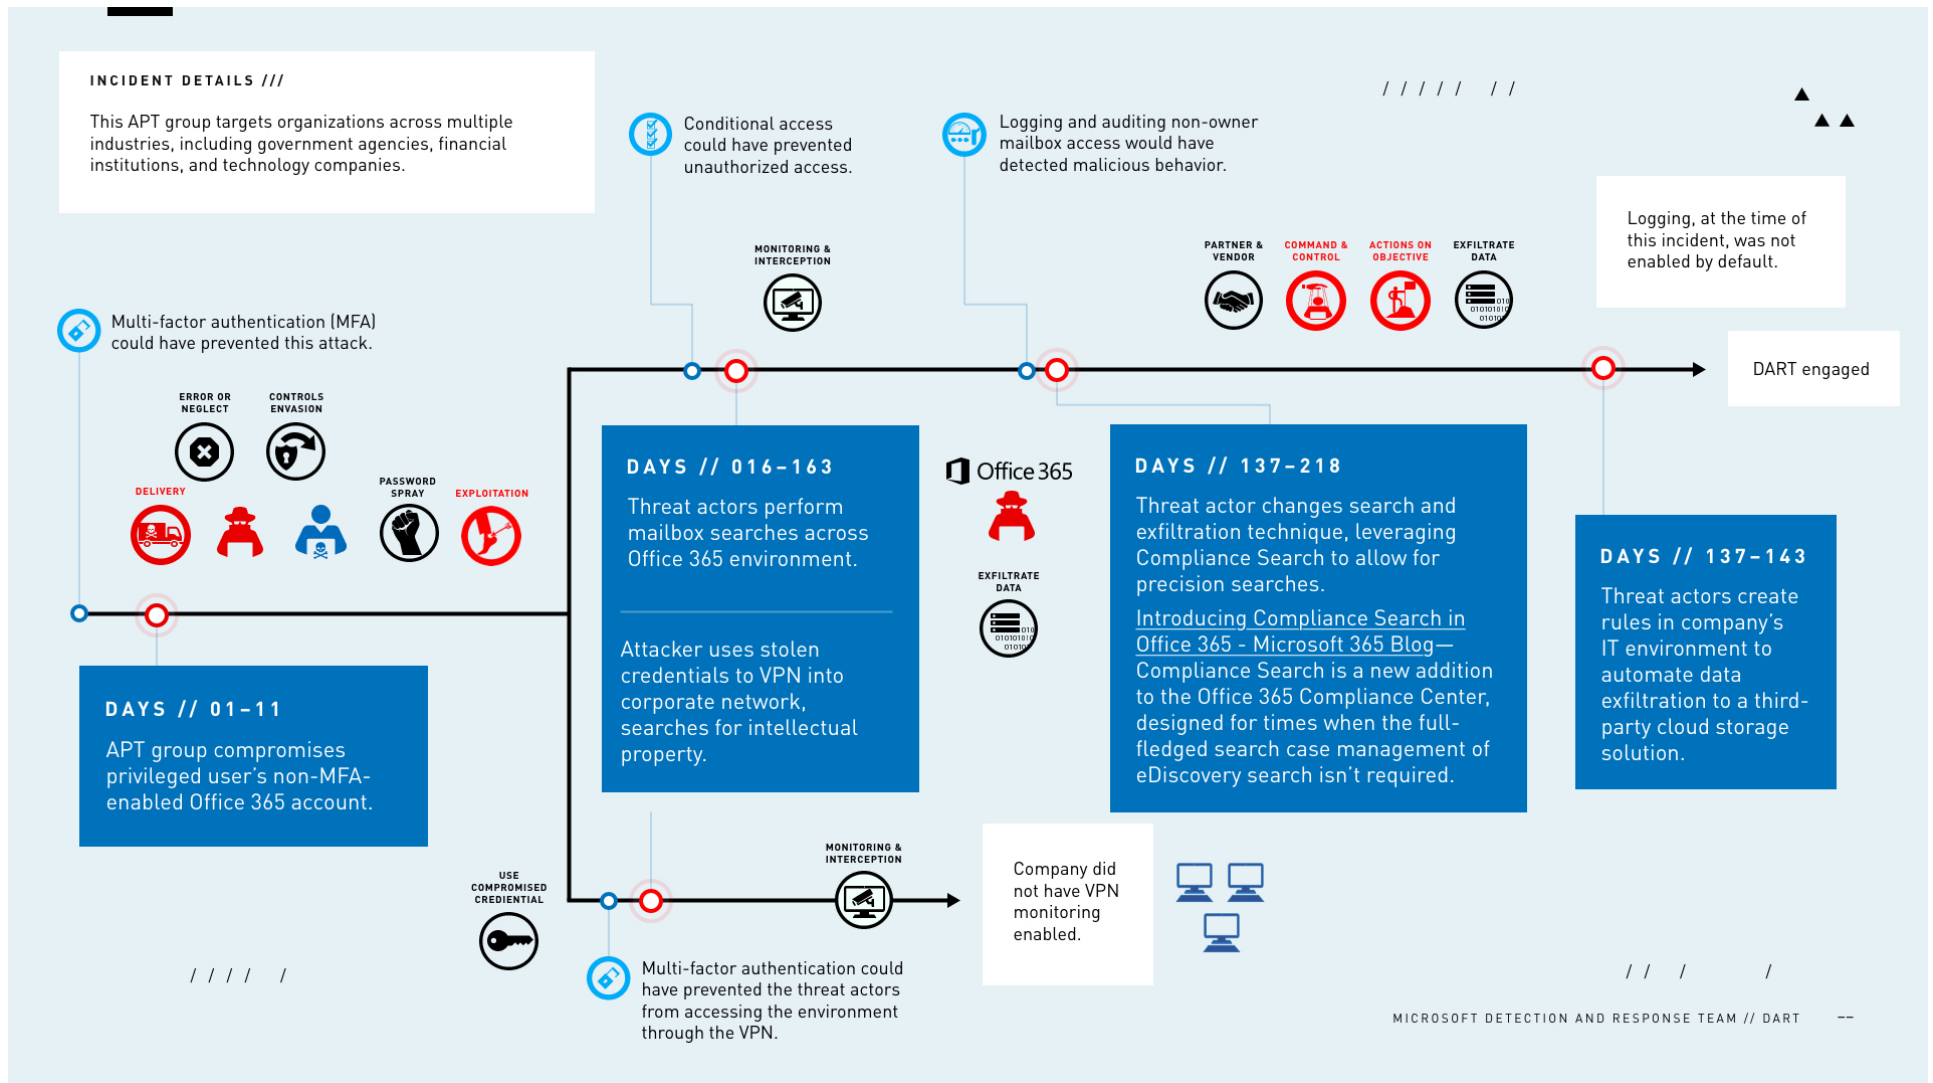 INCIDENT DETAILS ///
This APT group targets organizations across multiple
industries, including government agencies, financial
institutions, and technology companies.
Conditional access
could have prevented
unauthorized access.
Logging and auditing non-owner
mailbox access would have
detected malicious behavior.
///// //
Logging, at the time of
this incident, was not
enabled by default.
MONITORING &
INTERCEPTION
PARTNER &
VENDOR
COMMAND &
CONTROL
ACTIONS ON
OBJECTIVE
EXFILTRATE
DATA
010
01010101
01010
Multi-factor authentication (MFA)
could have prevented this attack.
DART engaged
ERROR OR
NEGLECT
CONTROLS
ENVASION
DELIVERY
PASSWORD
SPRAY
EXPLOITATION
DAYS // 01–11
APT group compromises
privileged user's non-MFA-
enabled Office 365 account.
DAYS // 016–163
Threat actors perform
mailbox searches across
Office 365 environment.
Attacker uses stolen
credentials to VPN into
corporate network,
searches for intellectual
property.
Office 365
EXFILTRATE
DATA
010
01010101
01010
DAYS // 137–218
Threat actor changes search and
exfiltration technique, leveraging
Compliance Search to allow for
precision searches.
Introducing Compliance Search in
Office 365 - Microsoft 365 Blog—
Compliance Search is a new addition
to the Office 365 Compliance Center,
designed for times when the full-
fledged search case management of
eDiscovery search isn't required.
DAYS // 137–143
Threat actors create
rules in company's
IT environment to
automate data
exfiltration to a third-
party cloud storage
solution.
USE
COMPROMISED
CREDIENTIAL
MONITORING &
INTERCEPTION
Company did
not have VPN
monitoring
enabled.
Multi-factor authentication could
have prevented the threat actors
from accessing the environment
through the VPN.
//// /
// / /
MICROSOFT DETECTION AND RESPONSE TEAM // DART --